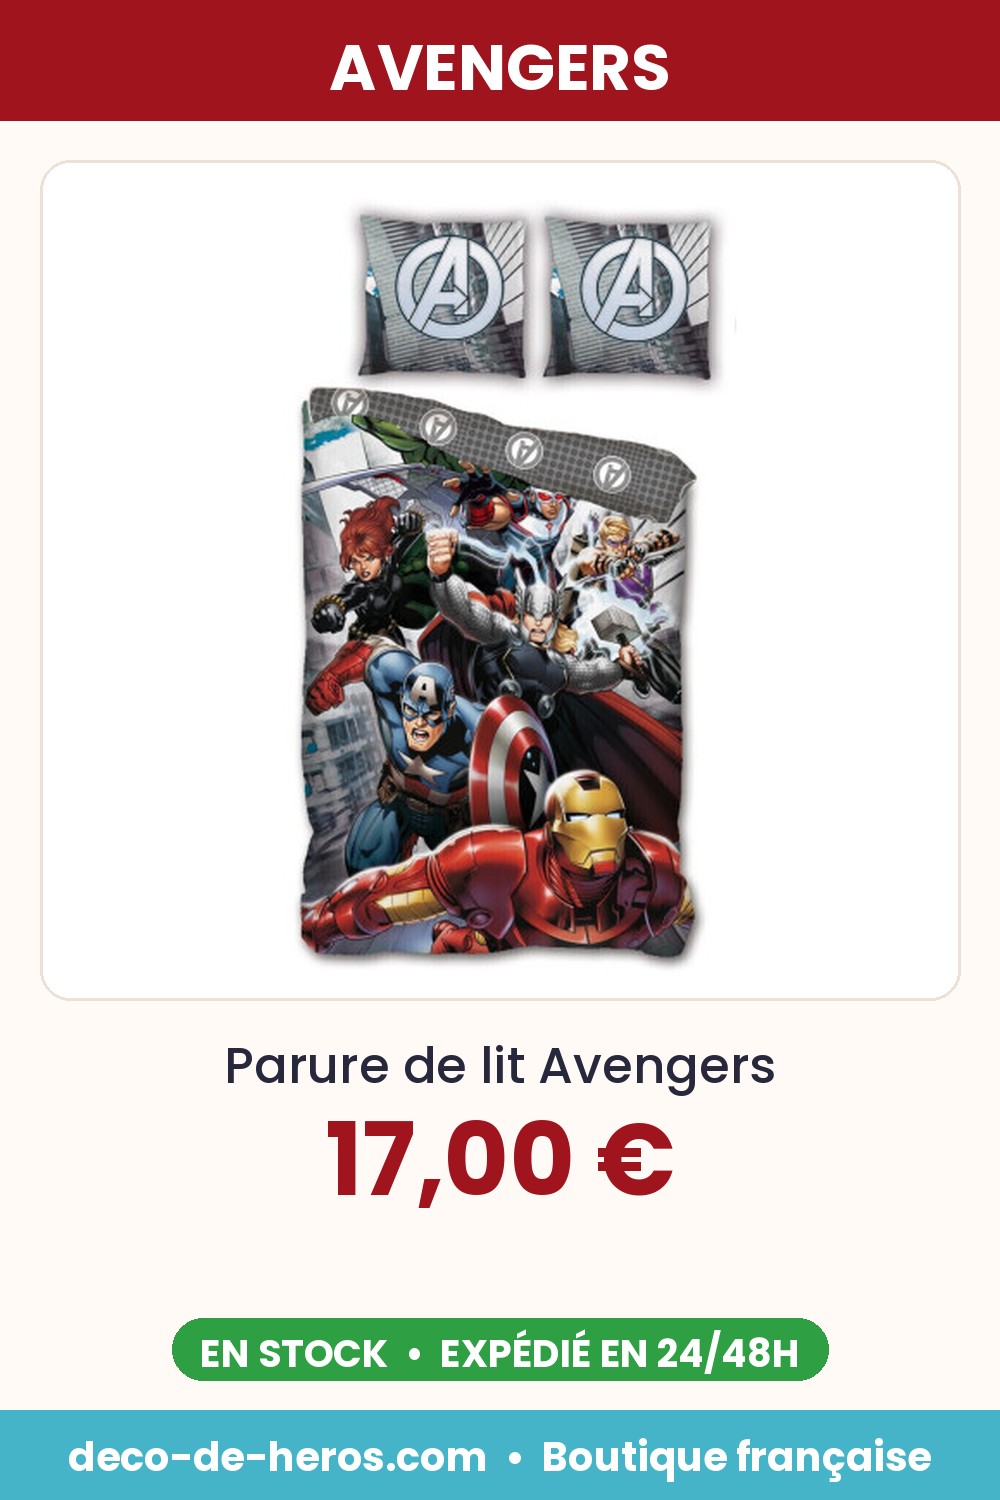 AVENGERS
Parure de lit Avengers
17,00 €
EN STOCK • EXPÉDIÉ EN 24/48H
deco-de-heros.com • Boutique française